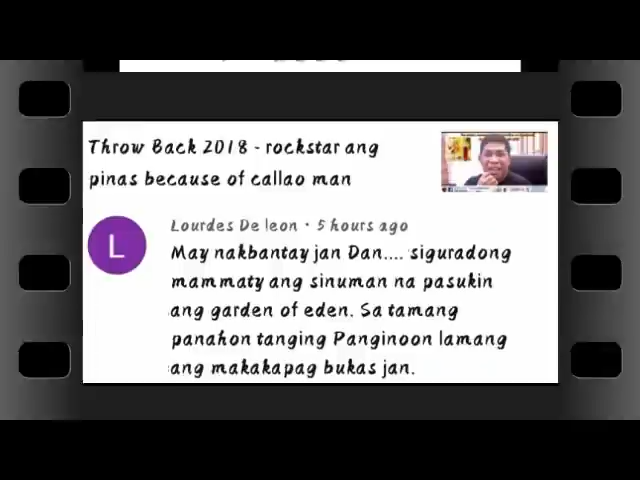 Throw Back 2018 - rockstar ang
pinas because of callao man
Lourdes De leon • 5 hours ago
L
May nakbantay jan Dan.... siguradong
mammaty ang sinuman na pasukin
ang garden of eden. Sa tamang
panahon tanging Panginoon lamang
ang makakapag bukas jan.